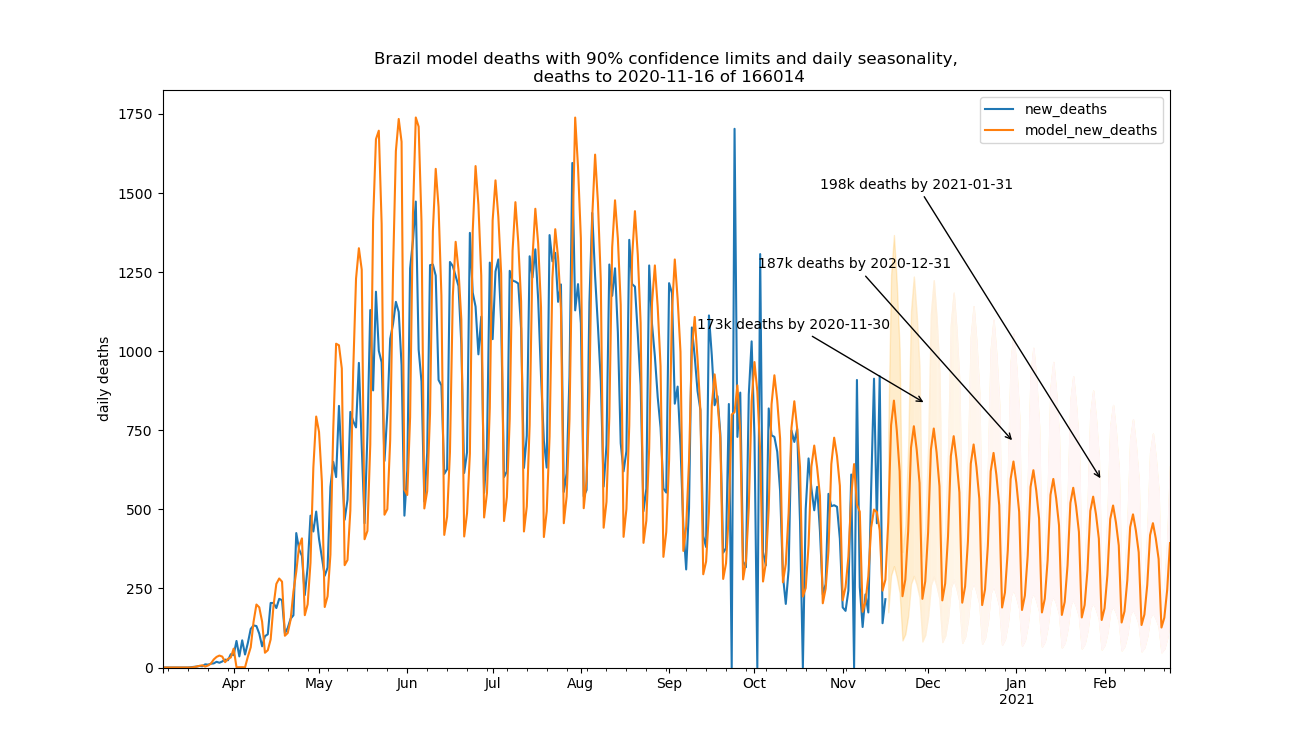 Brazil model deaths with 90% confidence limits and daily seasonality,
deaths to 2020-11-16 of 166014
new_deaths
model_new_deaths
198k deaths by 2021-01-31
187k deaths by 2020-12-31
173k deaths by 2020-11-30
daily deaths
1750
1500
1250
1000
750
500
250
0
Apr May Jun Jul Aug Sep Oct Nov Dec Jan Feb
2021